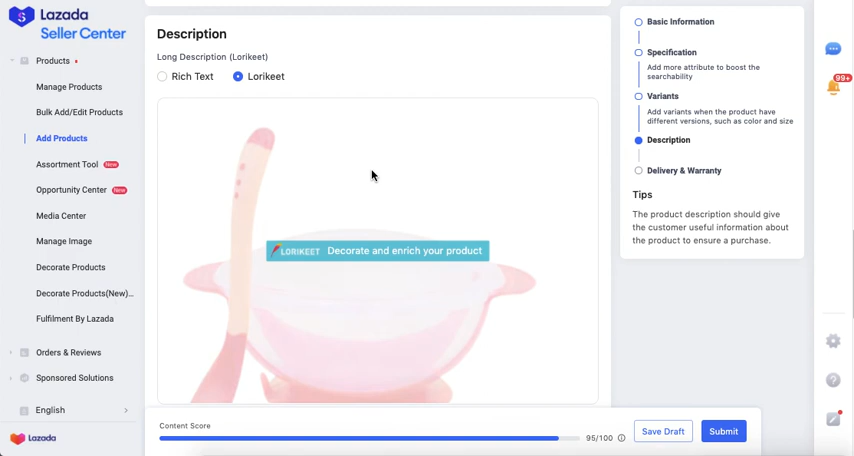 Lazada
Seller Center
Products
Manage Products
Bulk Add/Edit Products
Add Products
Assortment Tool New
Opportunity Center New
Media Center
Manage Image
Decorate Products
Decorate Products(New)...
Fulfilment By Lazada
Orders & Reviews
Sponsored Solutions
English
Lazada
Description
Long Description (Lorikeet)
Rich Text
Lorikeet
LORIKEET Decorate and enrich your product
Content Score
95/100
Save Draft
Submit
Basic Information
Specification
Add more attribute to boost the
searchability
Variants
Add variants when the product have
different versions, such as color and size
Description
Delivery & Warranty
Tips
The product description should give
the customer useful information about
the product to ensure a purchase.
99+